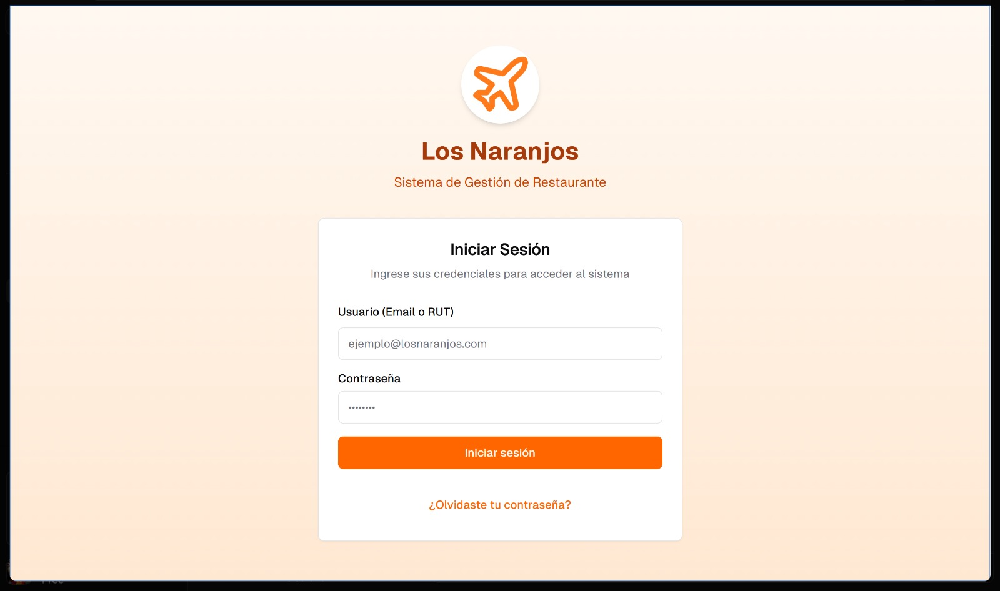 Los Naranjos
Sistema de Gestión de Restaurante
Iniciar Sesión
Ingrese sus credenciales para acceder al sistema
Usuario (Email o RUT)
ejemplo@losnaranjos.com
Contraseña
••••••••
Iniciar sesión
¿Olvidaste tu contraseña?